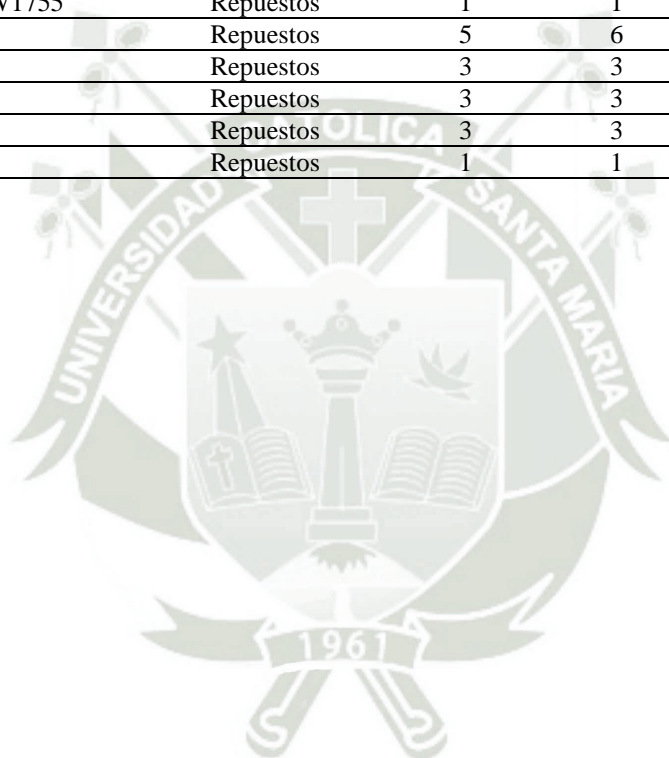 V1755 Repuestos 1 1
Repuestos 5 6
Repuestos 3 3
Repuestos 3 3
Repuestos 3 3
Repuestos 1 1
UNIVERSIDAD CATOLICA SANTA MARIA
1961